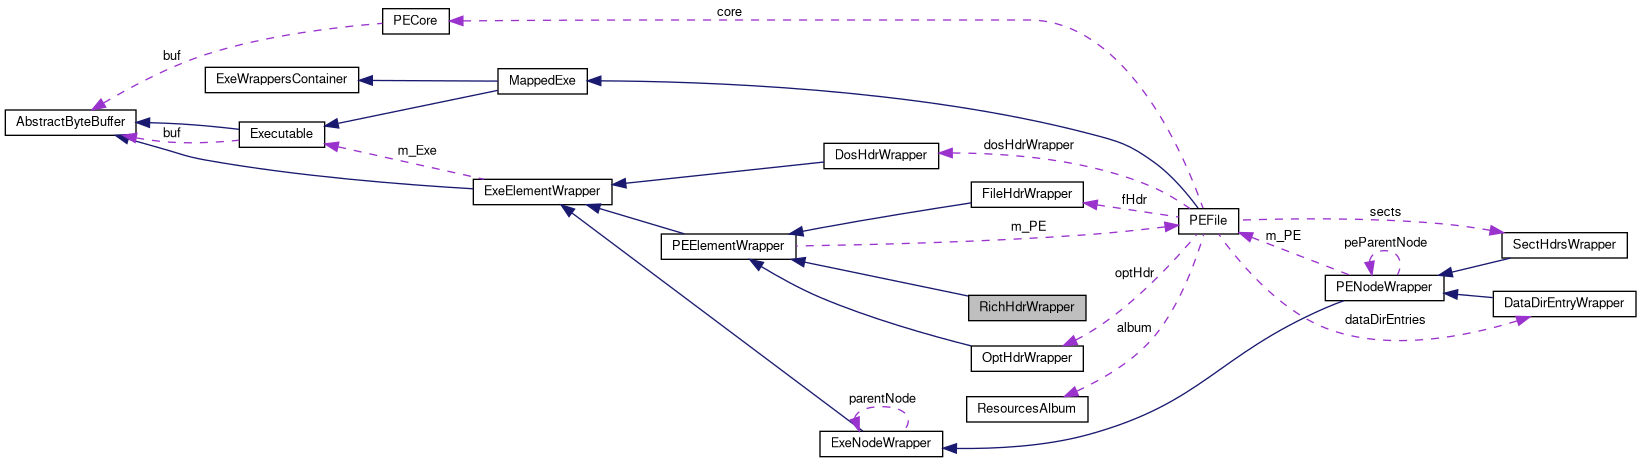 core
PECore
buf
ExeWrappersContainer
MappedExe
AbstractByteBuffer
Executable
buf
m_Exe
DosHdrWrapper
dosHdrWrapper
ExeElementWrapper
FileHdrWrapper
fHdr
PEFile
sects
m_PE
PEElementWrapper
m_PE
peParentNode
SectHdrsWrapper
optHdr
PENodeWrapper
RichHdrWrapper
DataDirEntryWrapper
album
dataDirEntries
OptHdrWrapper
parentNode
ResourcesAlbum
ExeNodeWrapper